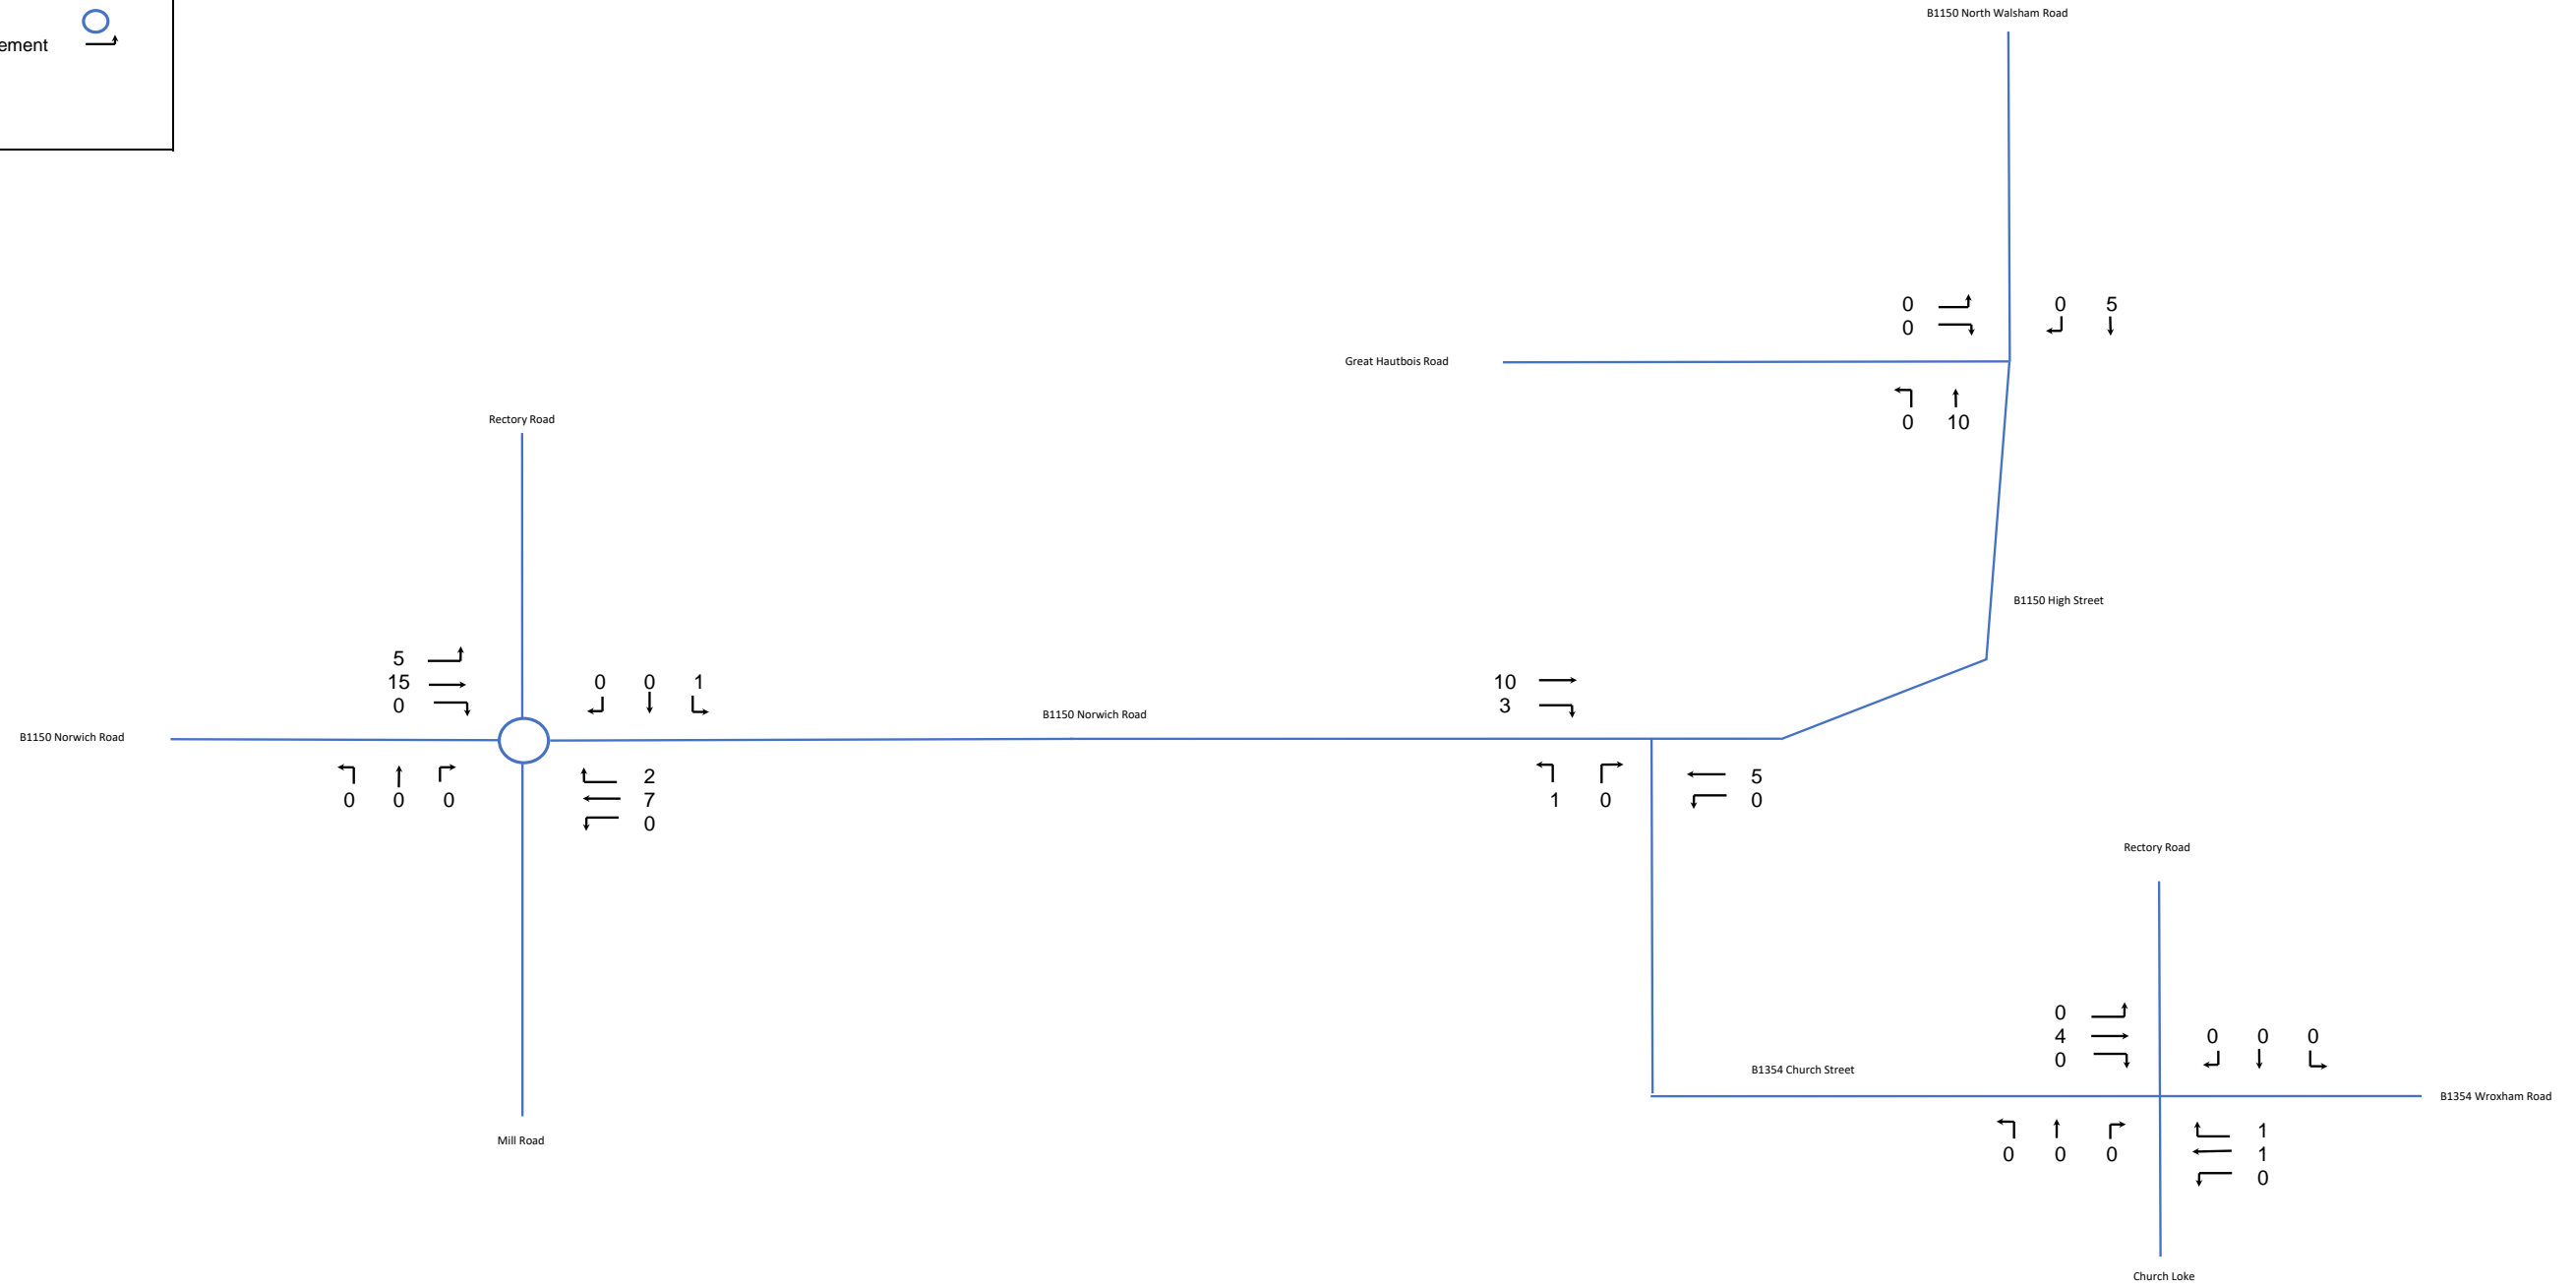 ement
B1150 North Walsham Road
0
0
0 5
Great Hautbois Road
0 10
Rectory Road
B1150 High Street
5
15
0
0 0 1
10
3
B1150 Norwich Road
B1150 Norwich Road
0 0 0
2
7
0
1 0
5
0
Rectory Road
0
4
0
0 0 0
B1354 Church Street
B1354 Wroxham Road
0 0 0
1
1
0
Mill Road
Church Loke